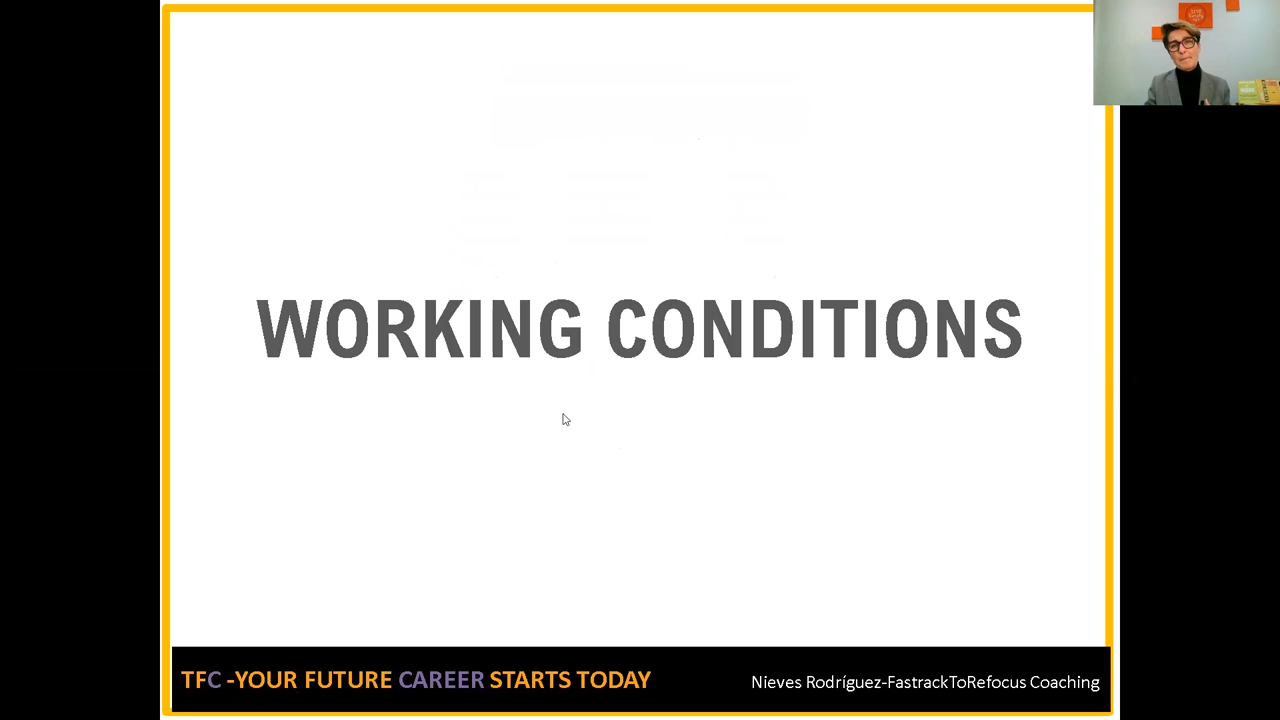 WORKING CONDITIONS
TFC -YOUR FUTURE CAREER STARTS TODAY
Nieves Rodríguez-FastrackToRefocus Coaching